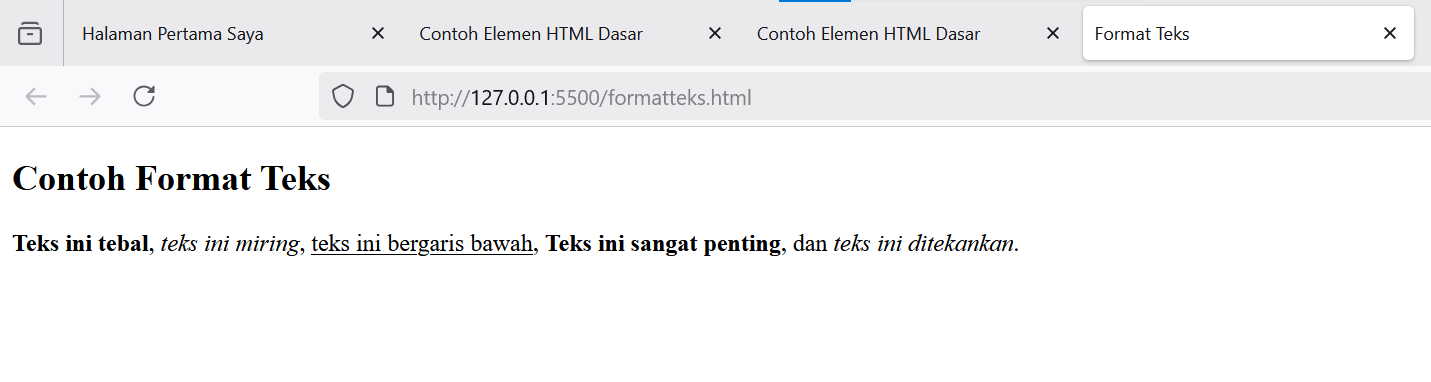 Halaman Pertama Saya
Contoh Elemen HTML Dasar
Contoh Elemen HTML Dasar
Format Teks
http://127.0.0.1:5500/formatteks.html
Contoh Format Teks
Teks ini tebal, teks ini miring, teks ini bergaris bawah, Teks ini sangat penting, dan teks ini ditekankan.